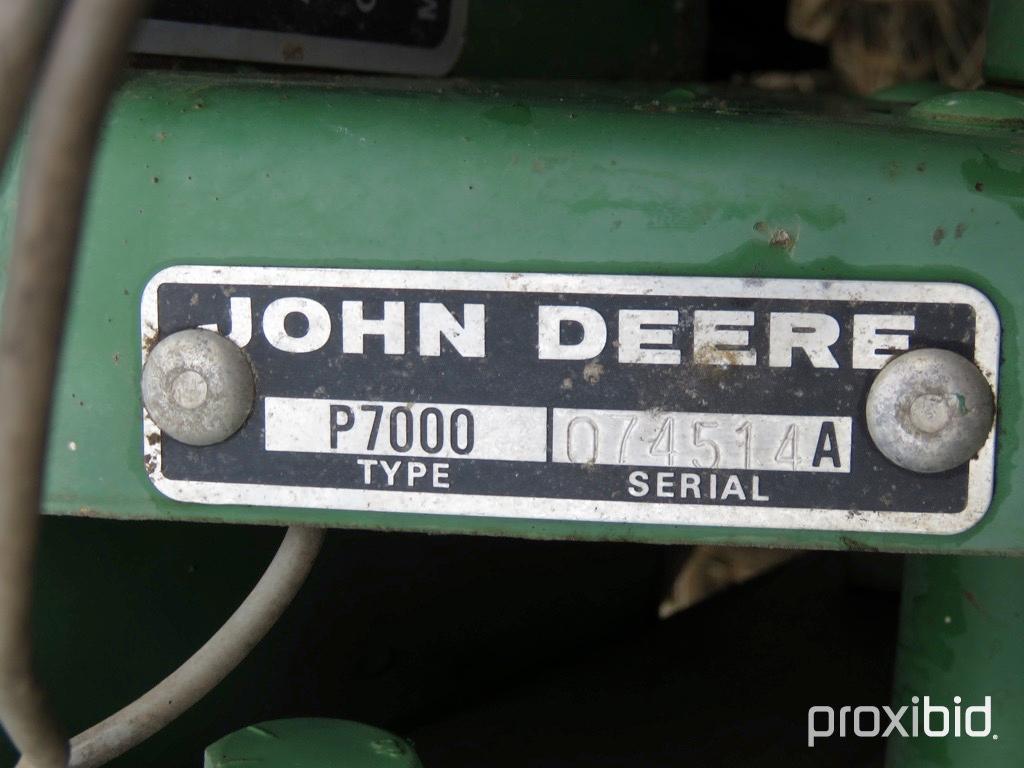 JOHN DEERE
P7000 074514A
TYPE SERIAL
proxibid.